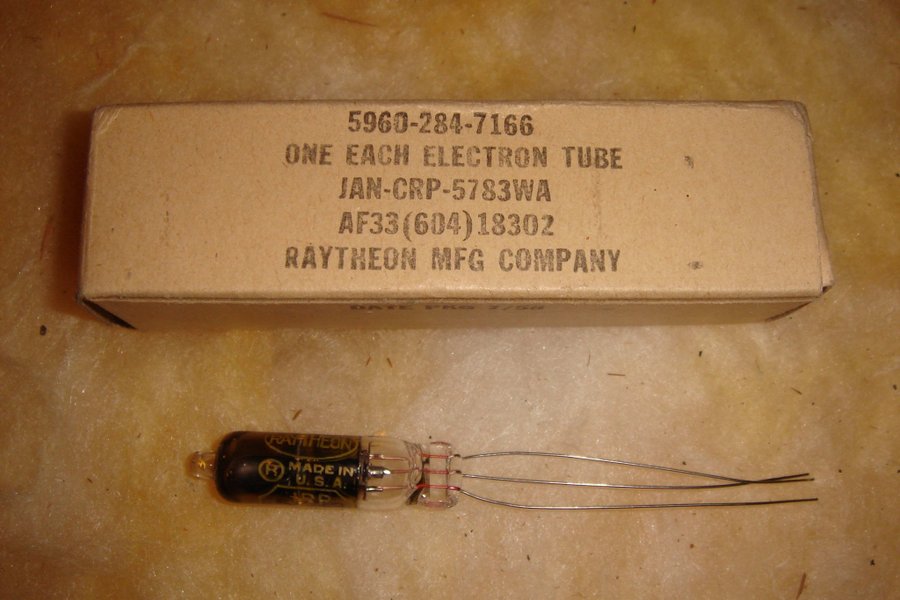 5960-284-7166
ONE EACH ELECTRON TUBE
JAN-CRP-5783WA
AF33(604)18302
RAYTHEON MFG COMPANY
RAYTHEON
R MADE IN
U.S.A.